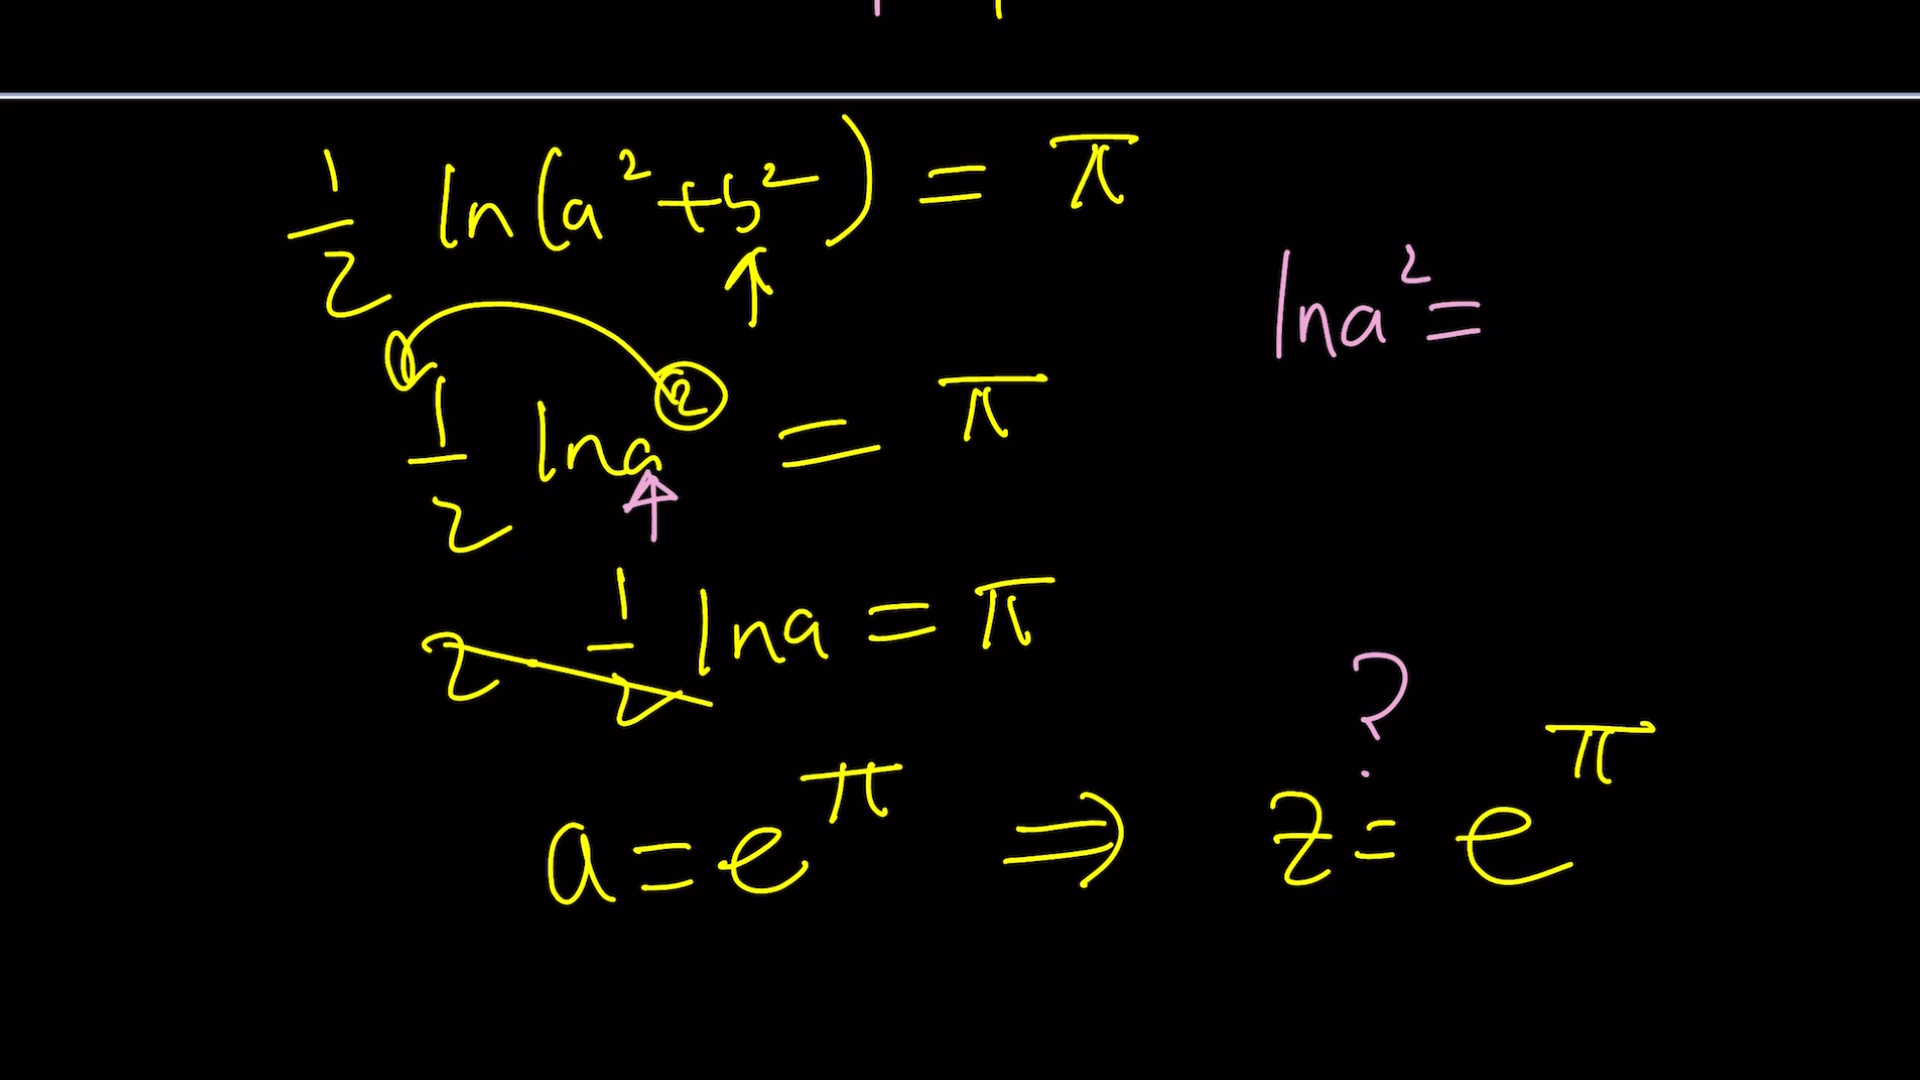 ½ ln(a² + b²) = π
ln a² =
½ ln a² = π
2 · ½ ln a = π
?
a = e^π ⇒ z = e^π